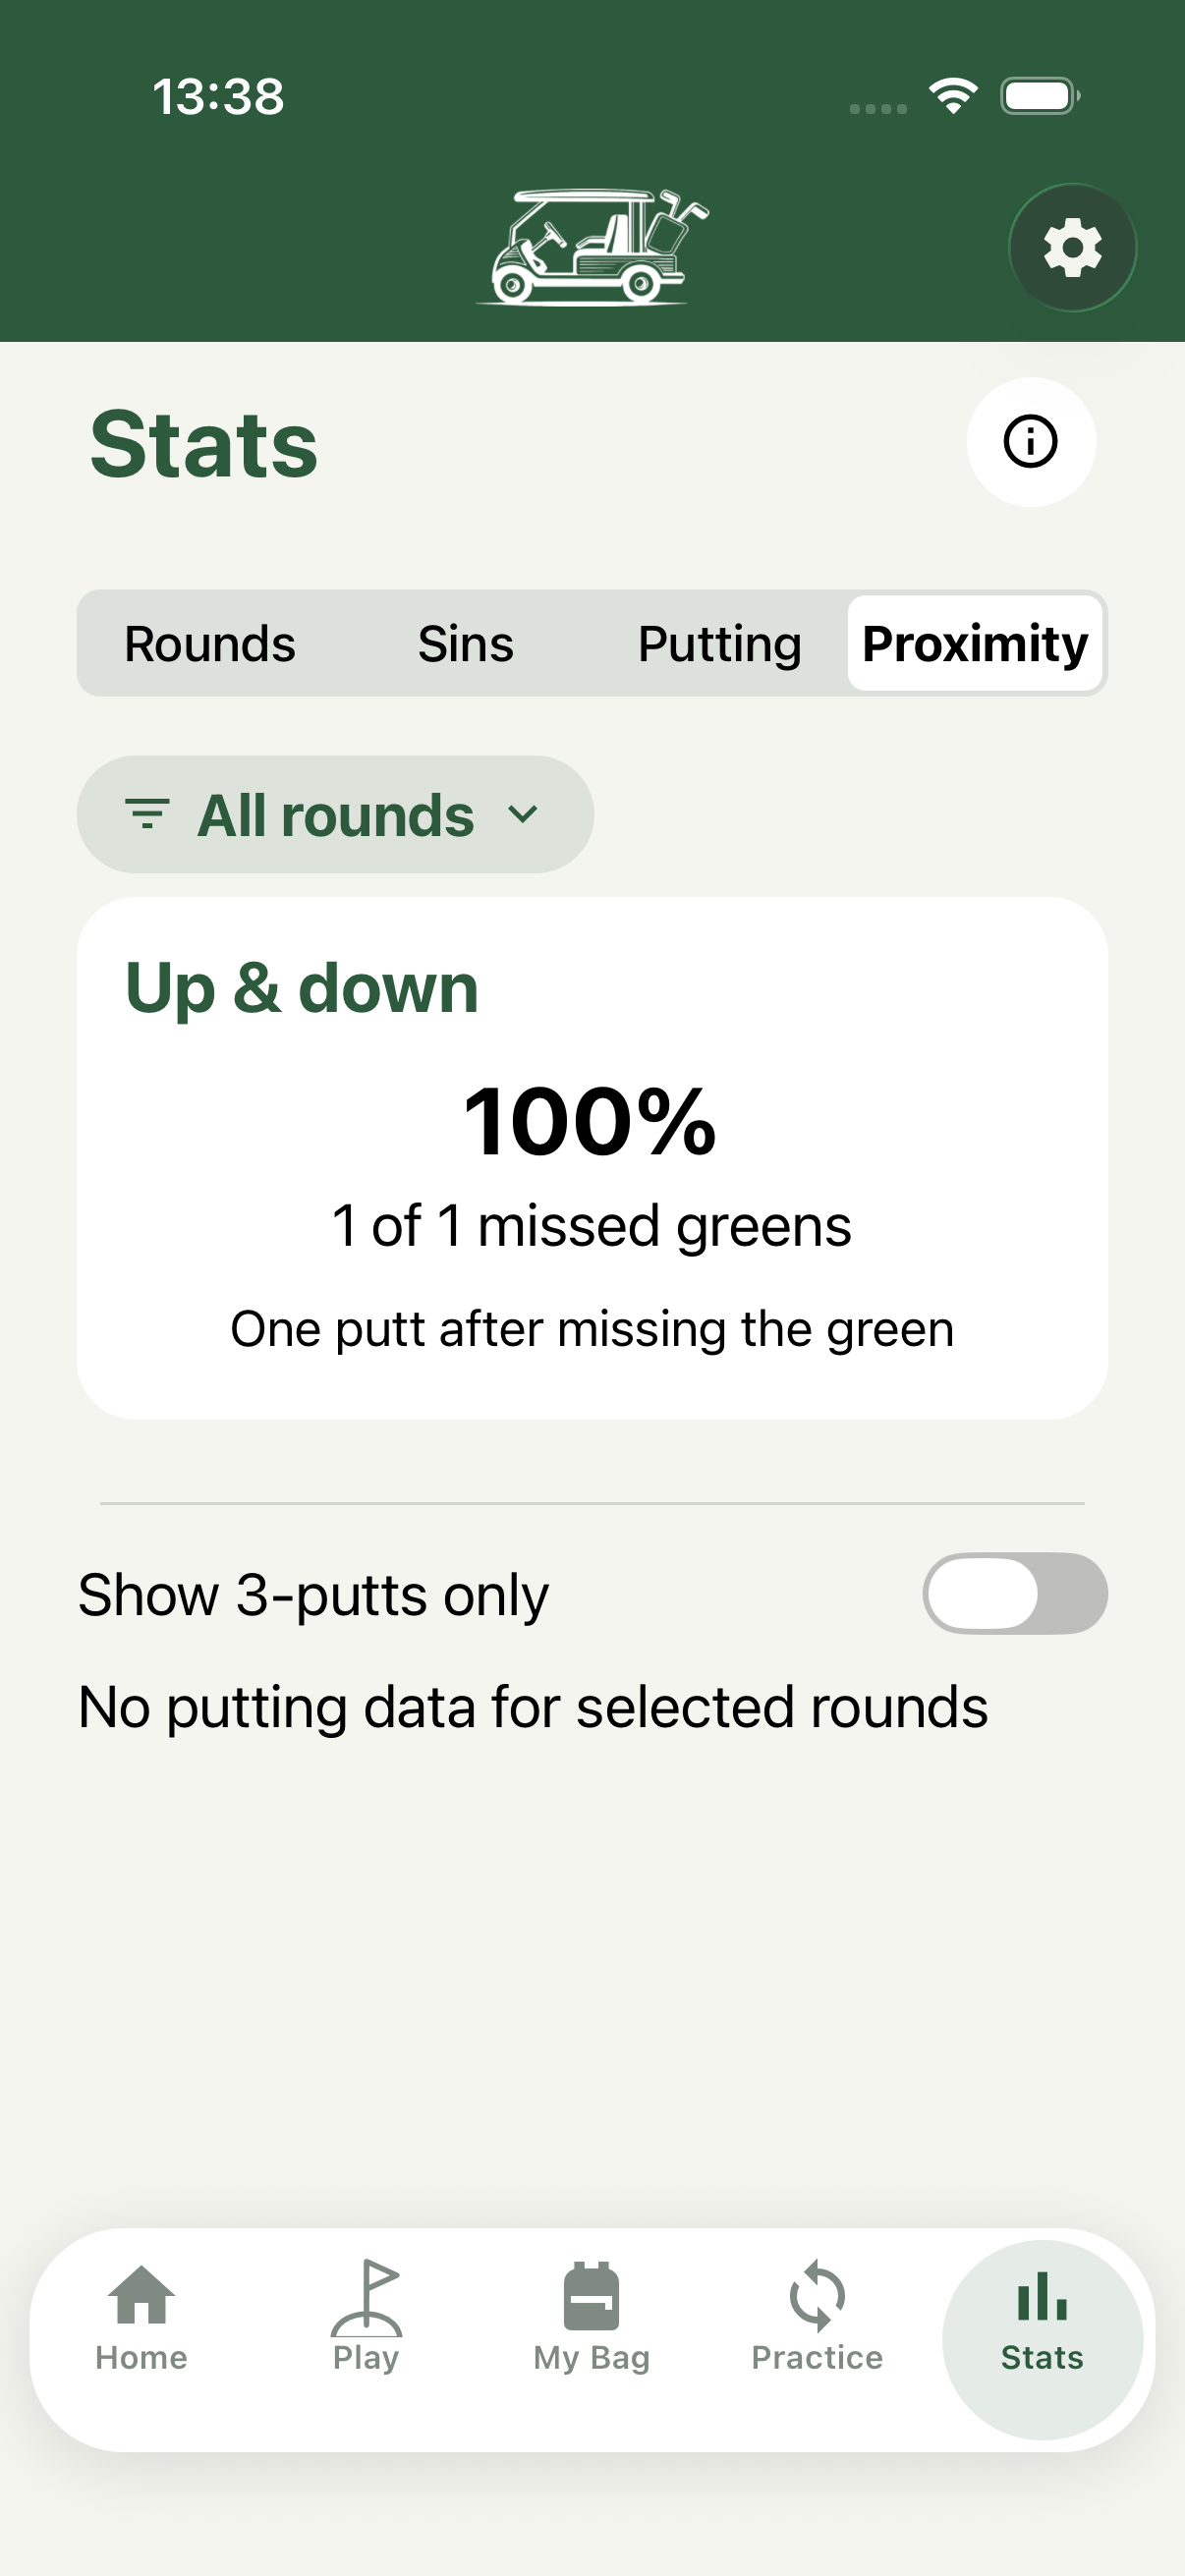 13:38
Stats
Rounds Sins Putting Proximity
All rounds
Up & down
100%
1 of 1 missed greens
One putt after missing the green
Show 3-putts only
No putting data for selected rounds
Home Play My Bag Practice Stats